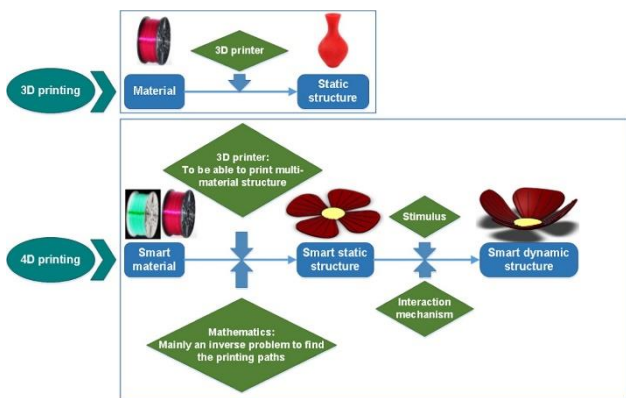 3D printing
3D printer
Material
Static
structure
4D printing
3D printer:
To be able to print multi-
material structure
Smart
material
Smart static
structure
Stimulus
Smart dynamic
structure
Interaction
mechanism
Mathematics:
Mainly an inverse problem to find
the printing paths